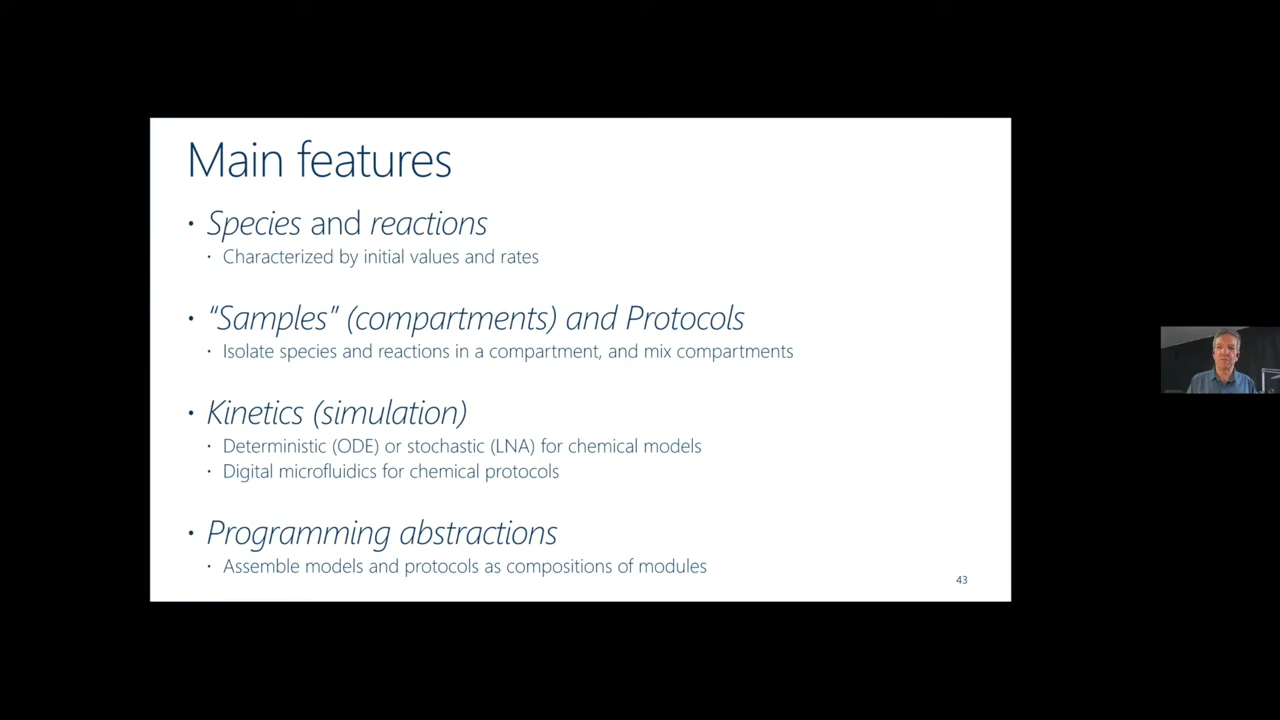 Main features
• Species and reactions
• Characterized by initial values and rates
• “Samples” (compartments) and Protocols
• Isolate species and reactions in a compartment, and mix compartments
• Kinetics (simulation)
• Deterministic (ODE) or stochastic (LNA) for chemical models
• Digital microfluidics for chemical protocols
• Programming abstractions
• Assemble models and protocols as compositions of modules
43